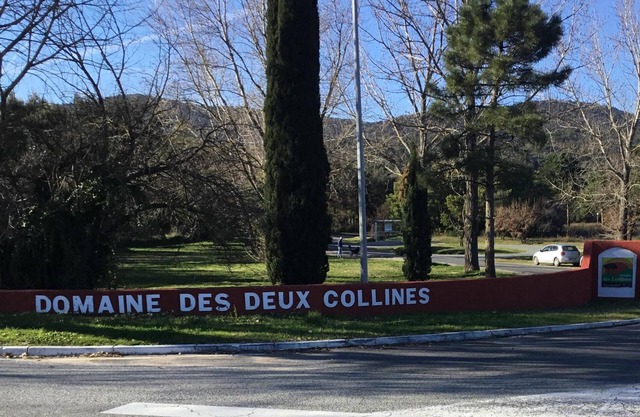 DOMAINE DES DEUX COLLINES